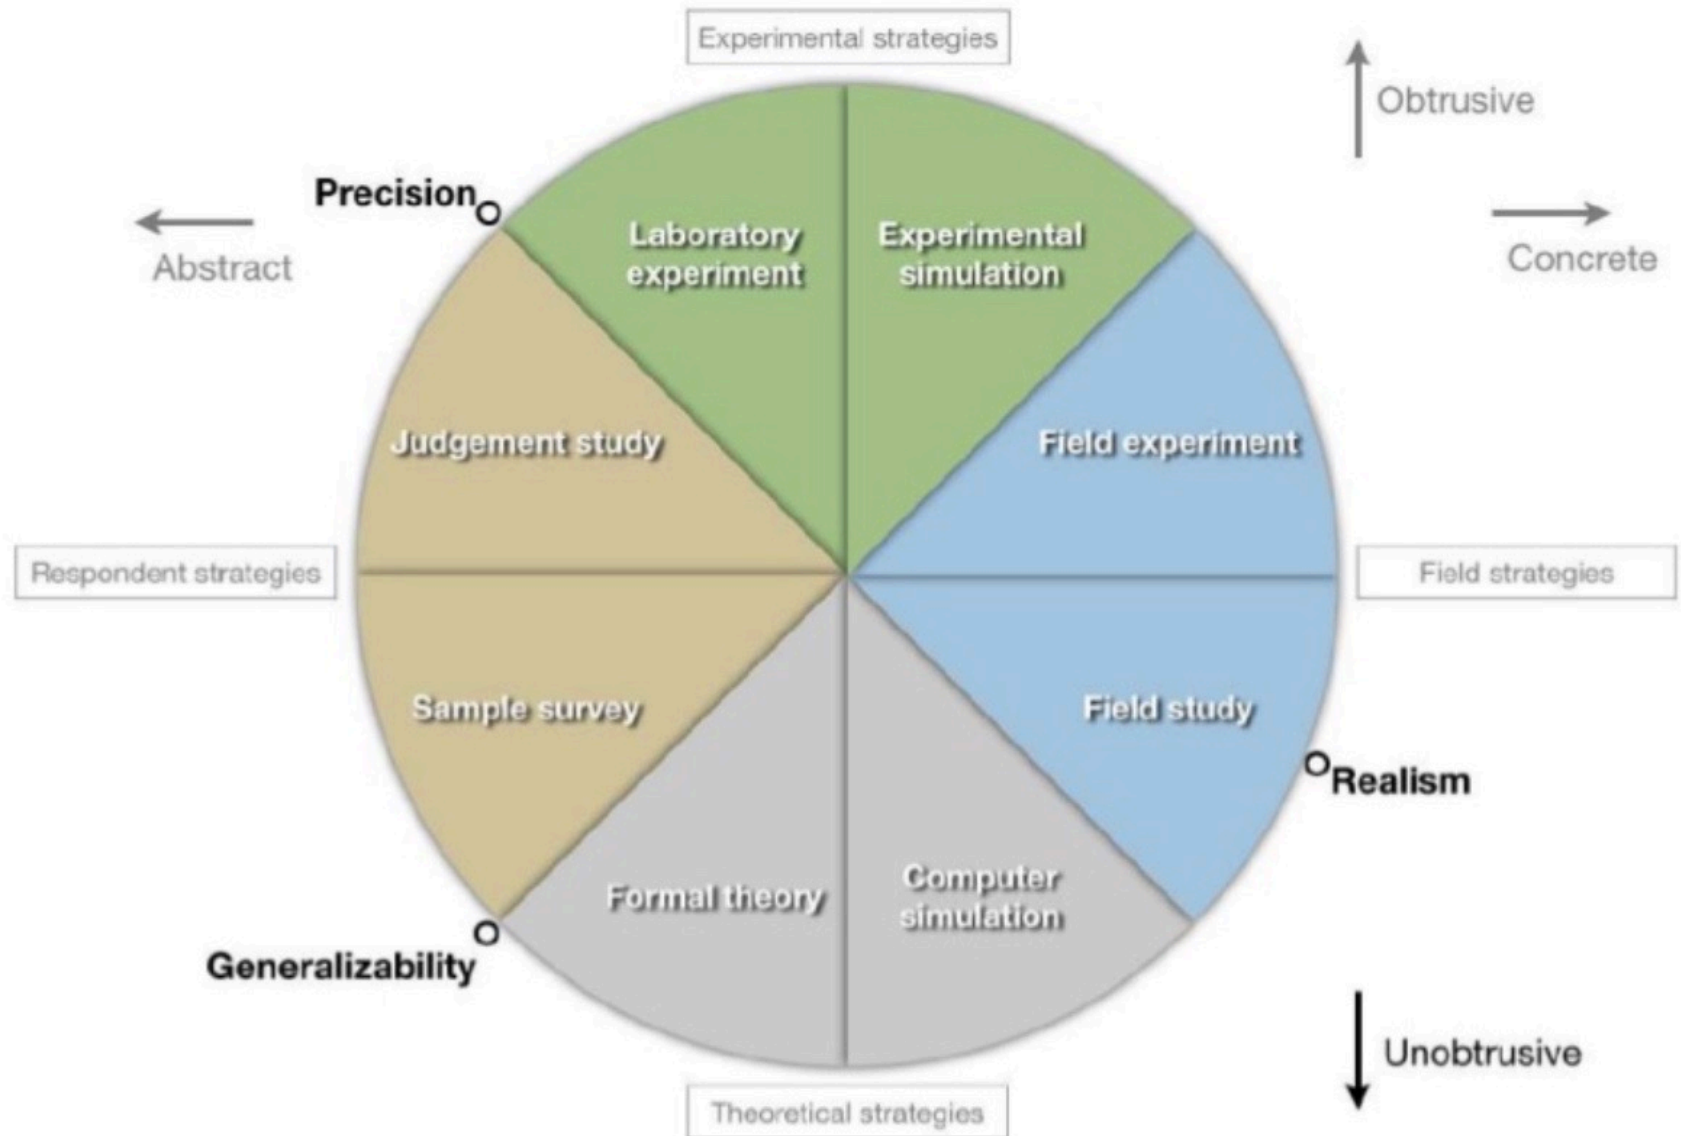 Experimental strategies
Obtrusive
Precision
Abstract
Concrete
Laboratory
experiment
Experimental
simulation
Judgement study
Field experiment
Respondent strategies
Field strategies
Sample survey
Field study
Realism
Formal theory
Computer
simulation
Generalizability
Unobtrusive
Theoretical strategies